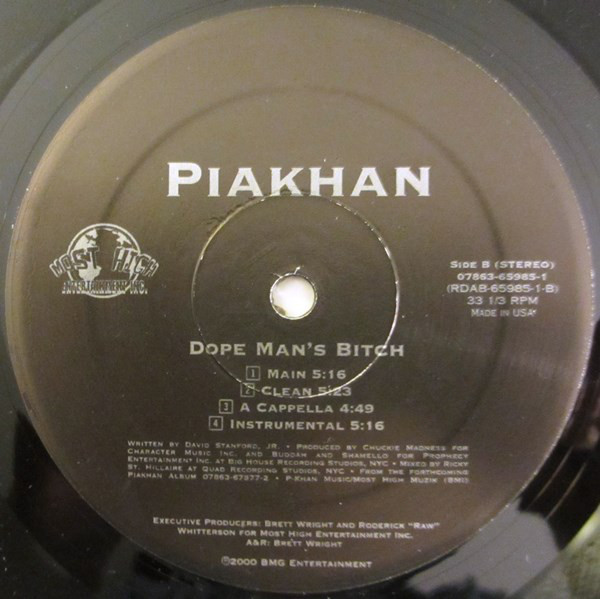 PIAKHAN
MOST HIGH
ENTERTAINMENT INC.
SIDE B (STEREO)
07863-65985-1
(RDAB-65985-1-B)
33 1/3 RPM
MADE IN USA
DOPE MAN'S BITCH
1 MAIN 5:16
2 CLEAN 5:23
3 A CAPPELLA 4:49
4 INSTRUMENTAL 5:16
WRITTEN BY DAVID STANFORD, JR. • PRODUCED BY CHUCKIE MADNESS FOR
CHARACTER MUSIC INC. AND BUDDAH AND SHAMELLO FOR PROPHECY
ENTERTAINMENT INC. AT BIG HOUSE RECORDING STUDIOS, NYC • MIXED BY RICKY
ST. HILLAIRE AT QUAD RECORDING STUDIOS, NYC • FROM THE FORTHCOMING
PIAKHAN ALBUM 07863-67877-2 • P-KHAN MUSIC/MOST HIGH MUZIK (BMI)
EXECUTIVE PRODUCERS: BRETT WRIGHT AND RODERICK "RAW"
WHITTERSON FOR MOST HIGH ENTERTAINMENT INC.
A&R: BRETT WRIGHT
©2000 BMG ENTERTAINMENT